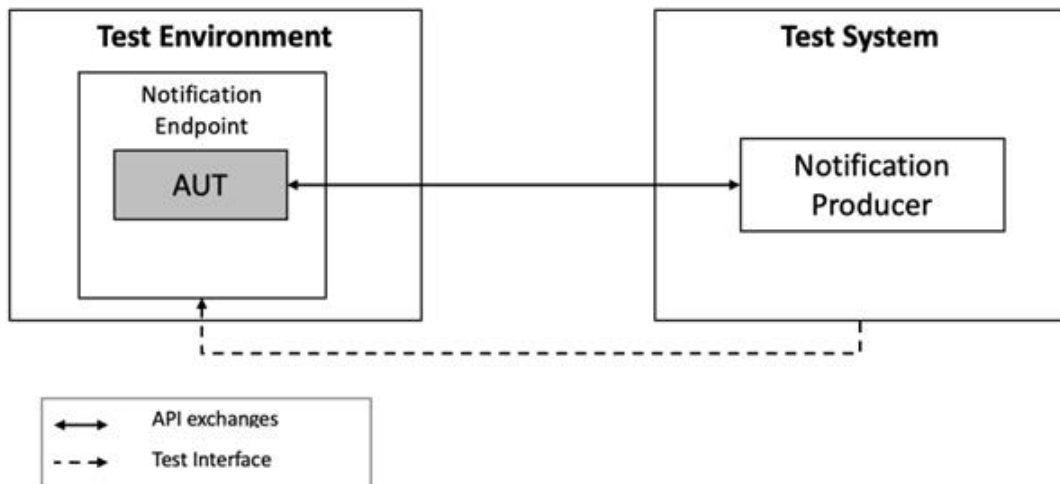 Test Environment
Notification
Endpoint
AUT
Test System
Notification
Producer
API exchanges
Test Interface